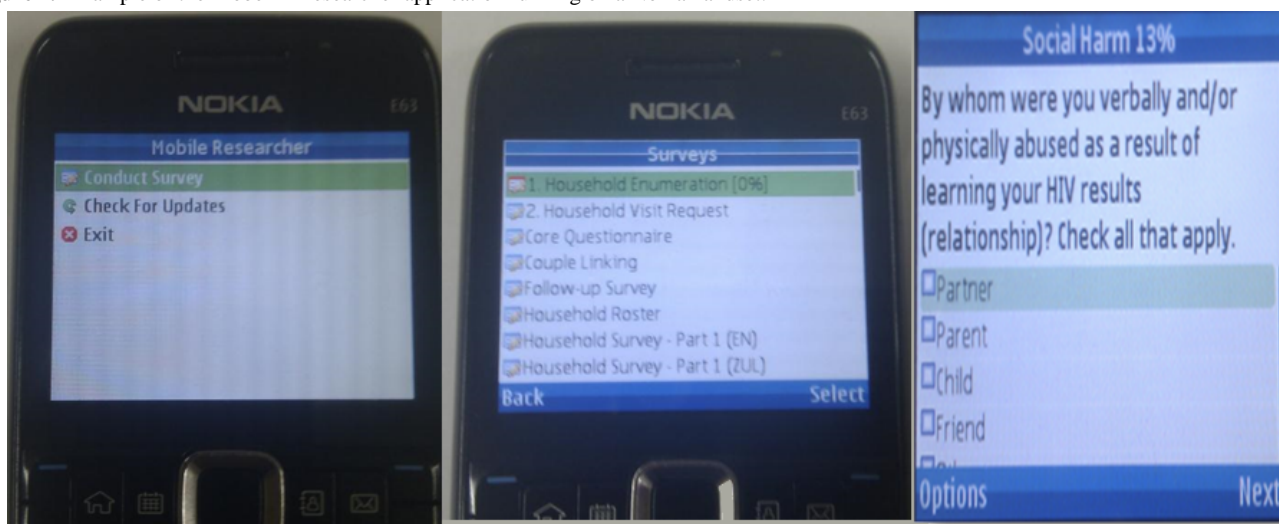 NOKIA
E63
Mobile Researcher
Conduct Survey
Check For Updates
Exit
NOKIA
E63
Surveys
1. Household Enumeration [0%]
2. Household Visit Request
Core Questionnaire
Couple Linking
Follow-up Survey
Household Roster
Household Survey - Part 1 (EN)
Household Survey - Part 1 (ZUL)
Back
Select
Social Harm 13%
By whom were you verbally and/or
physically abused as a result of
learning your HIV results
(relationship)? Check all that apply.
Partner
Parent
Child
Friend
Options
Next